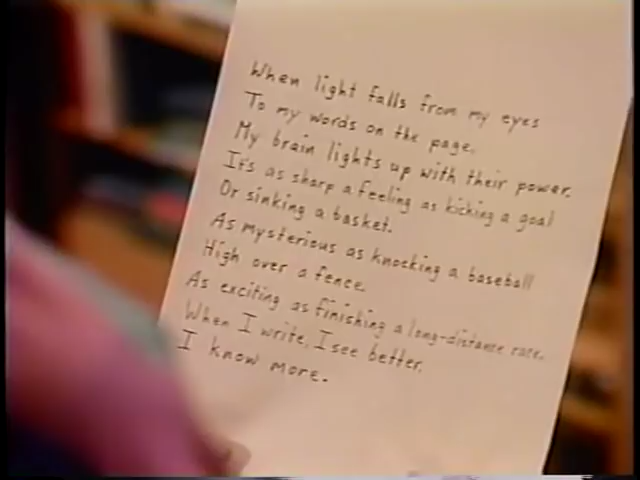 When light falls from my eyes
To my words on the page,
My brain lights up with their power.
It's as sharp a feeling as kicking a goal
Or sinking a basket.
As mysterious as knocking a baseball
High over a fence.
As exciting as finishing a long-distance race.
When I write, I see better.
I know more.